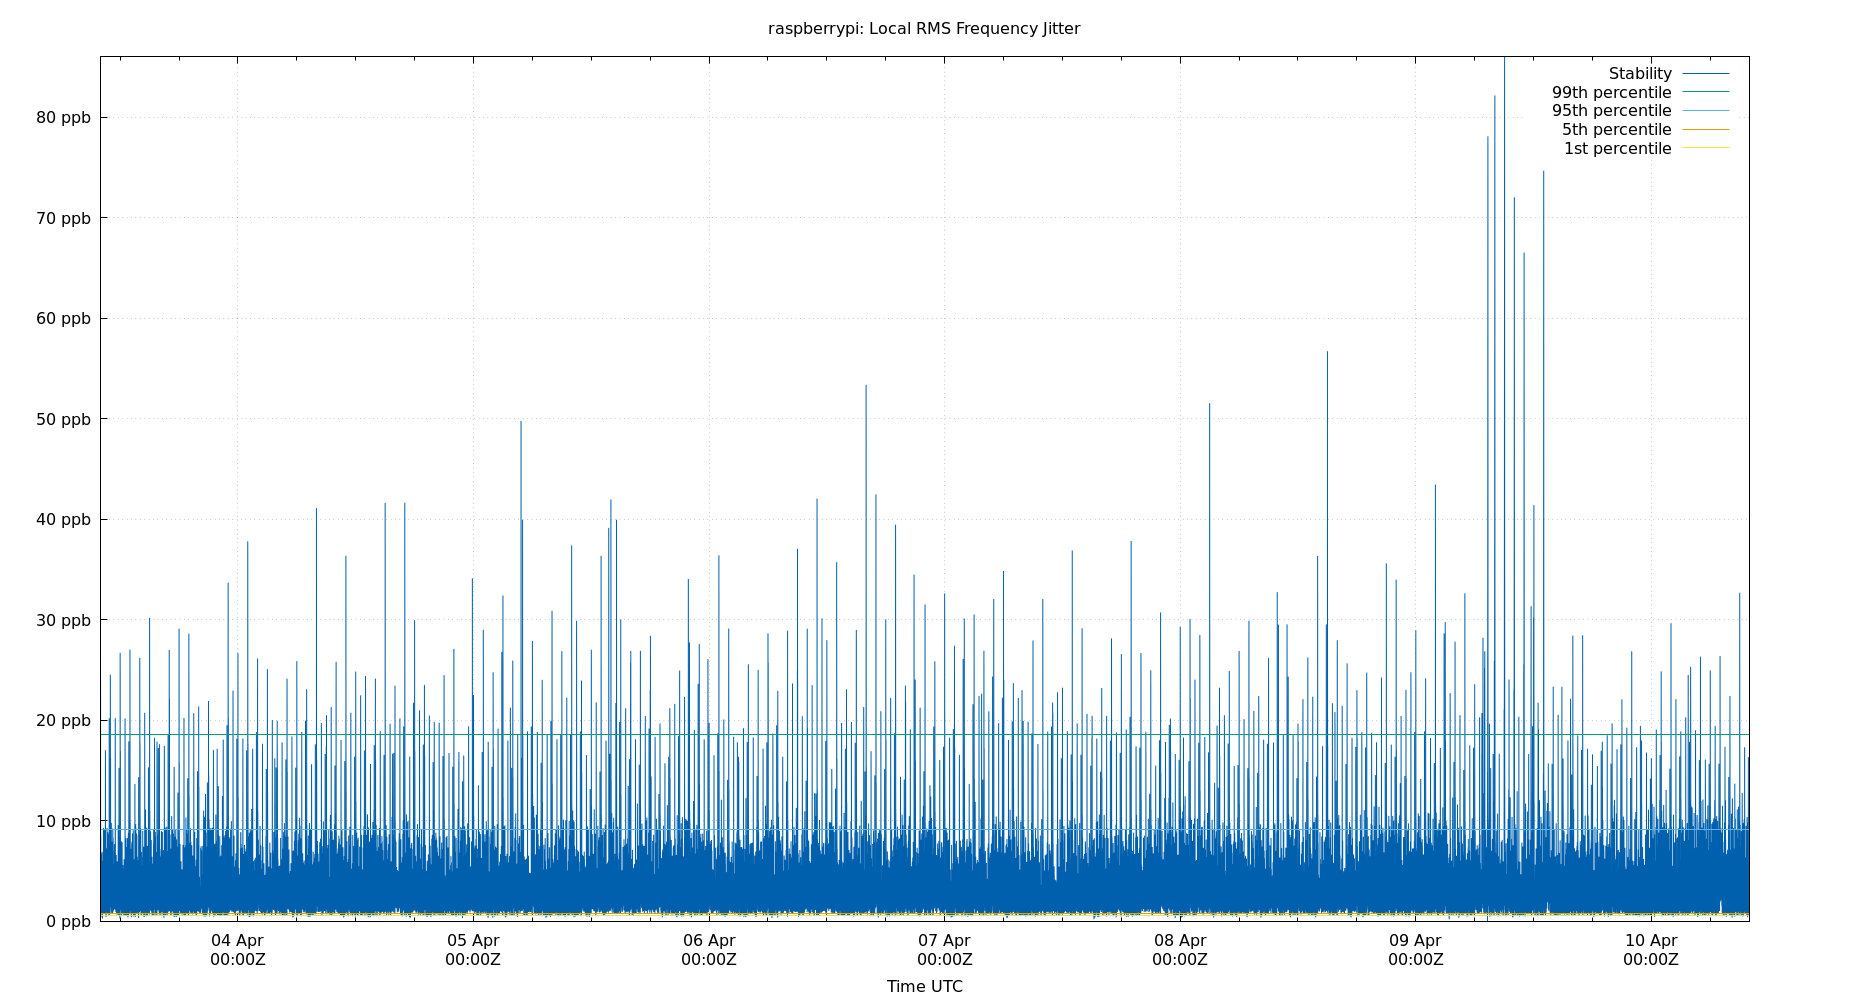 raspberrypi: Local RMS Frequency Jitter
Stability
99th percentile
95th percentile
5th percentile
1st percentile
80 ppb
70 ppb
60 ppb
50 ppb
40 ppb
30 ppb
20 ppb
10 ppb
0 ppb
04 Apr 05 Apr 06 Apr 07 Apr 08 Apr 09 Apr 10 Apr
00:00Z 00:00Z 00:00Z 00:00Z 00:00Z 00:00Z 00:00Z
Time UTC